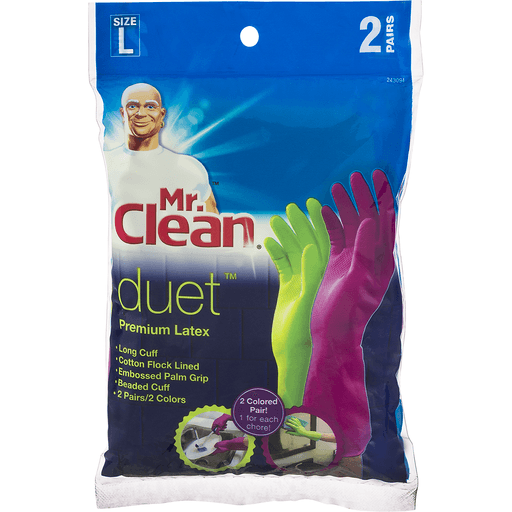 SIZE
L
2
PAIRS
243094
Mr.
Clean®
duet™
Premium Latex
•Long Cuff
•Cotton Flock Lined
•Embossed Palm Grip
•Beaded Cuff
•2 Pairs/2 Colors
2 Colored
Pair!
1 for each
chore!